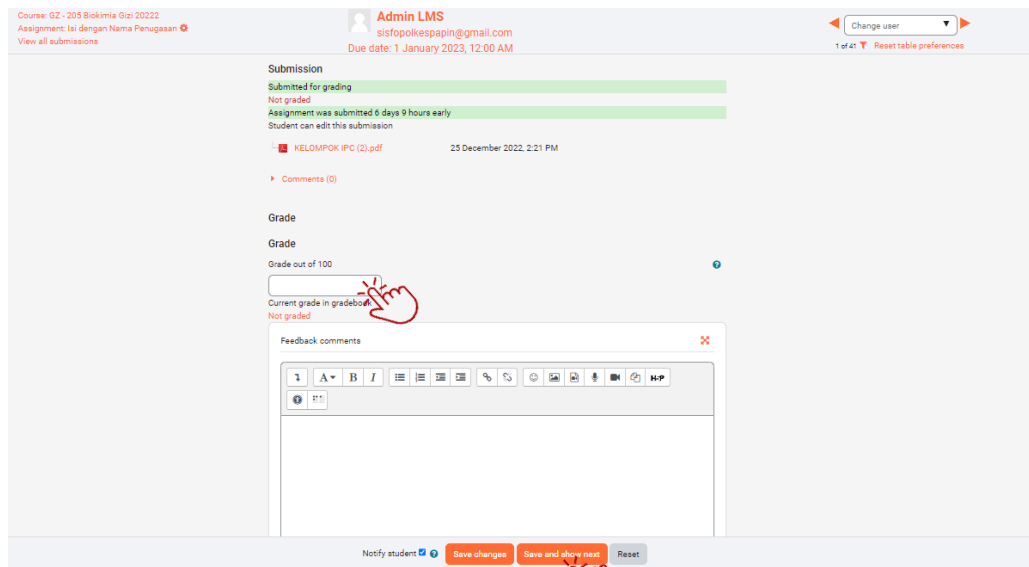 Course: GZ - 205 Biokimia Gizi 20222
Assignment: Isi dengan Nama Penugasan
View all submissions
Admin LMS
sisfopolkespapin@gmail.com
Due date: 1 January 2023, 12:00 AM
Change user
1 of 41 Reset table preferences
Submission
Submitted for grading
Not graded
Assignment was submitted 6 days 9 hours early
Student can edit this submission
KELOMPOK IPC (2).pdf 25 December 2022, 2:21 PM
Comments (0)
Grade
Grade
Grade out of 100
Current grade in gradebook
Not graded
Feedback comments
A B I H-P
Notify student Save changes Save and show next Reset